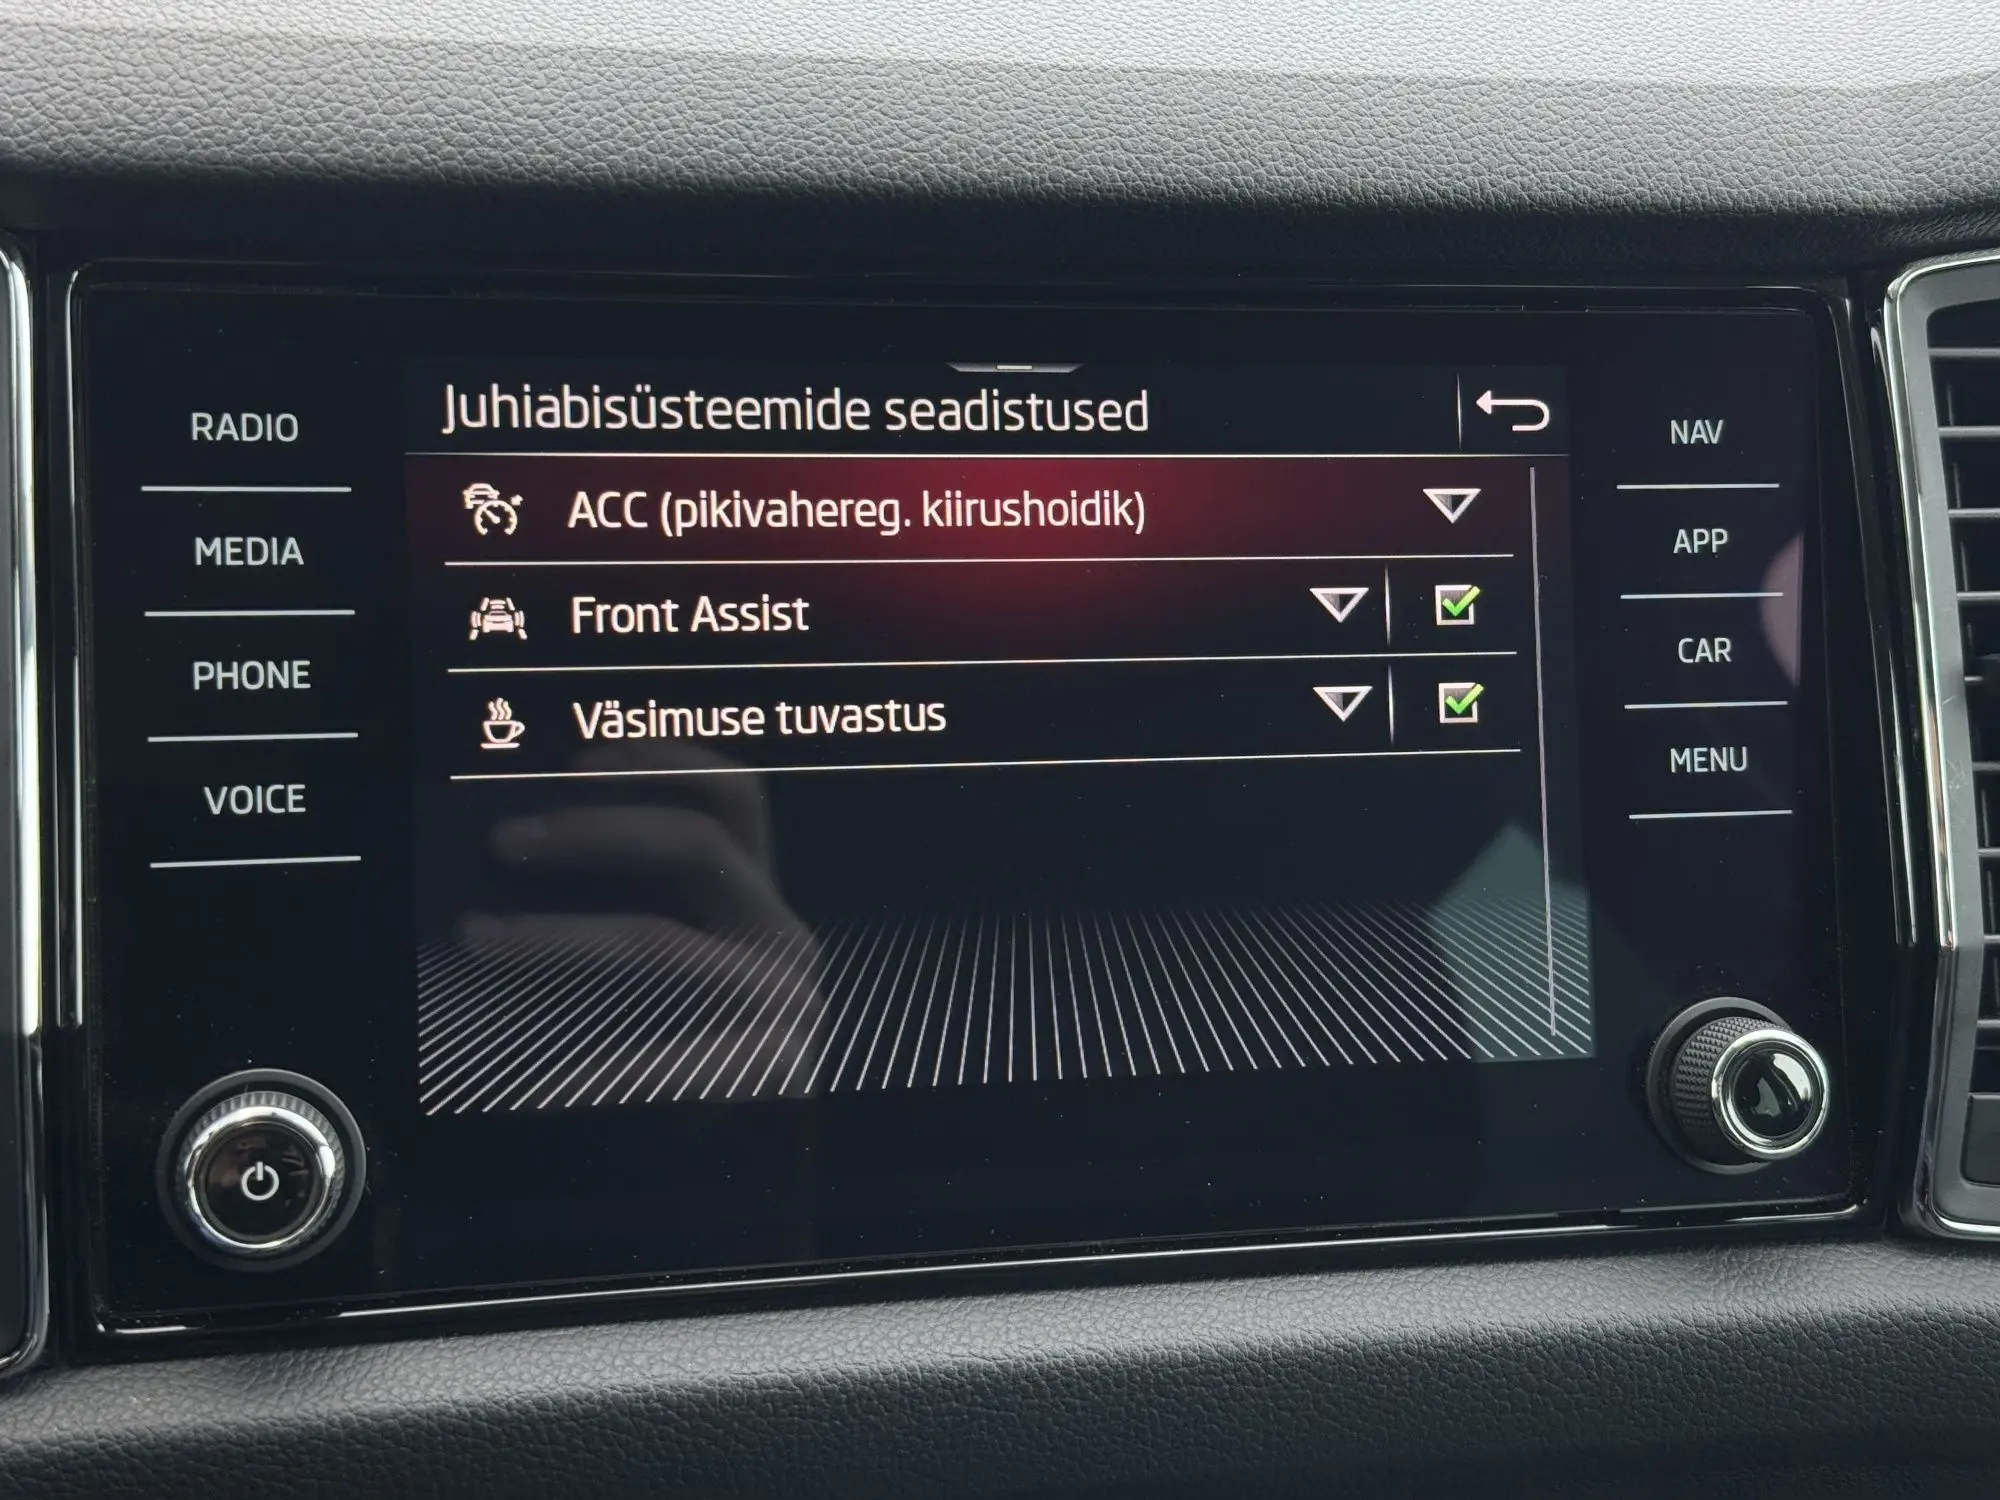 Juhiabisüsteemide seadistused
RADIO
MEDIA
PHONE
VOICE
ACC (pikivahereg. kiirushoidik)
Front Assist
Väsimuse tuvastus
NAV
APP
CAR
MENU